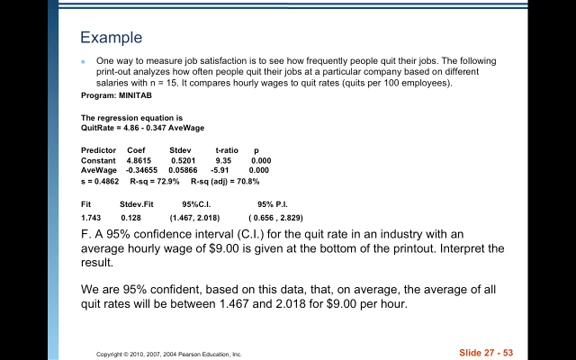 Example
One way to measure job satisfaction is to see how frequently people quit their jobs. The following
print-out analyzes how often people quit their jobs at a particular company based on different
salaries with n = 15. It compares hourly wages to quit rates (quits per 100 employees).
Program: MINITAB
The regression equation is
QuitRate = 4.86 - 0.347 AveWage
Predictor Coef Stdev t-ratio p
Constant 4.8615 0.5201 9.35 0.000
AveWage -0.34655 0.05866 -5.91 0.000
s = 0.4862 R-sq = 72.9% R-sq (adj) = 70.8%
Fit Stdev.Fit 95%C.I. 95% P.I.
1.743 0.128 (1.467, 2.018) ( 0.656 , 2.829)
F. A 95% confidence interval (C.I.) for the quit rate in an industry with an
average hourly wage of $9.00 is given at the bottom of the printout. Interpret the
result.
We are 95% confident, based on this data, that, on average, the average of all
quit rates will be between 1.467 and 2.018 for $9.00 per hour.
Copyright © 2010, 2007, 2004 Pearson Education, Inc.
Slide 27 - 53